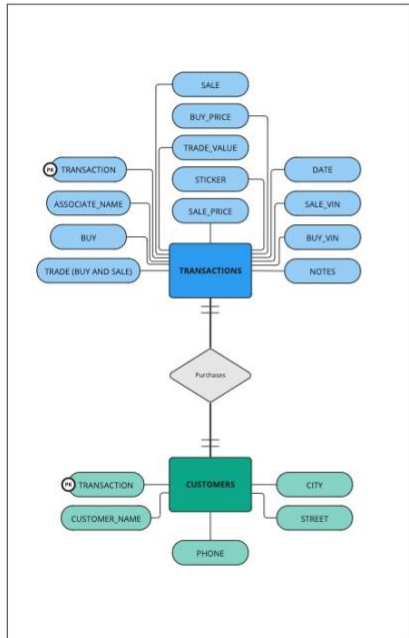 SALE
BUY_PRICE
TRADE_VALUE
STICKER
SALE_PRICE
PK TRANSACTION
ASSOCIATE_NAME
BUY
TRADE (BUY AND SALE)
DATE
SALE_VIN
BUY_VIN
NOTES
TRANSACTIONS
Purchases
CUSTOMERS
PK TRANSACTION
CUSTOMER_NAME
CITY
STREET
PHONE